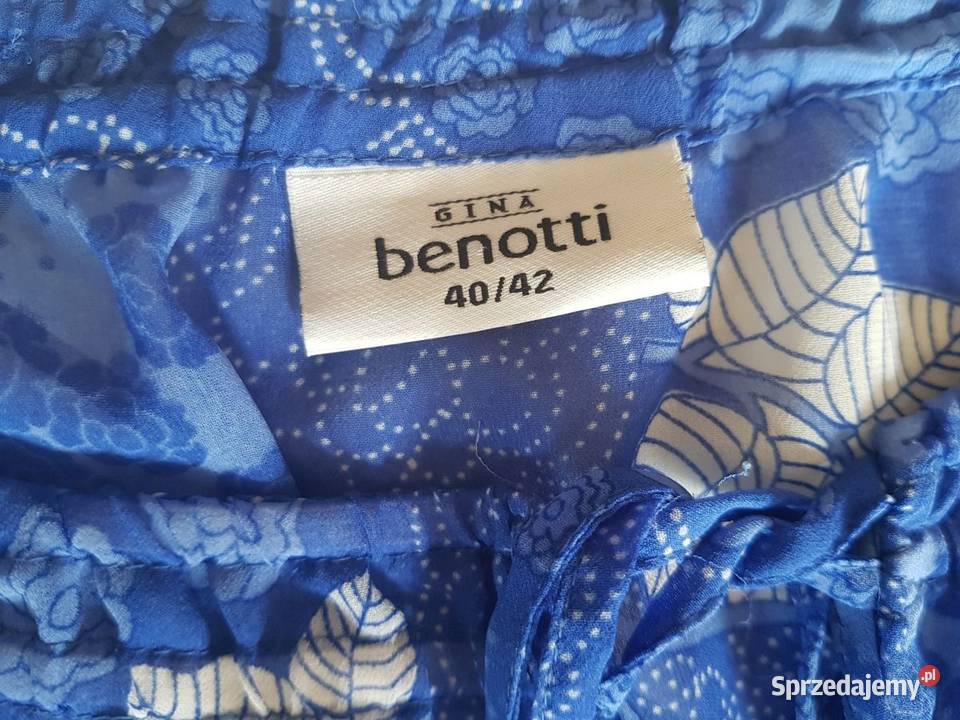 GINA
benotti
40/42
Sprzedajemy.pl